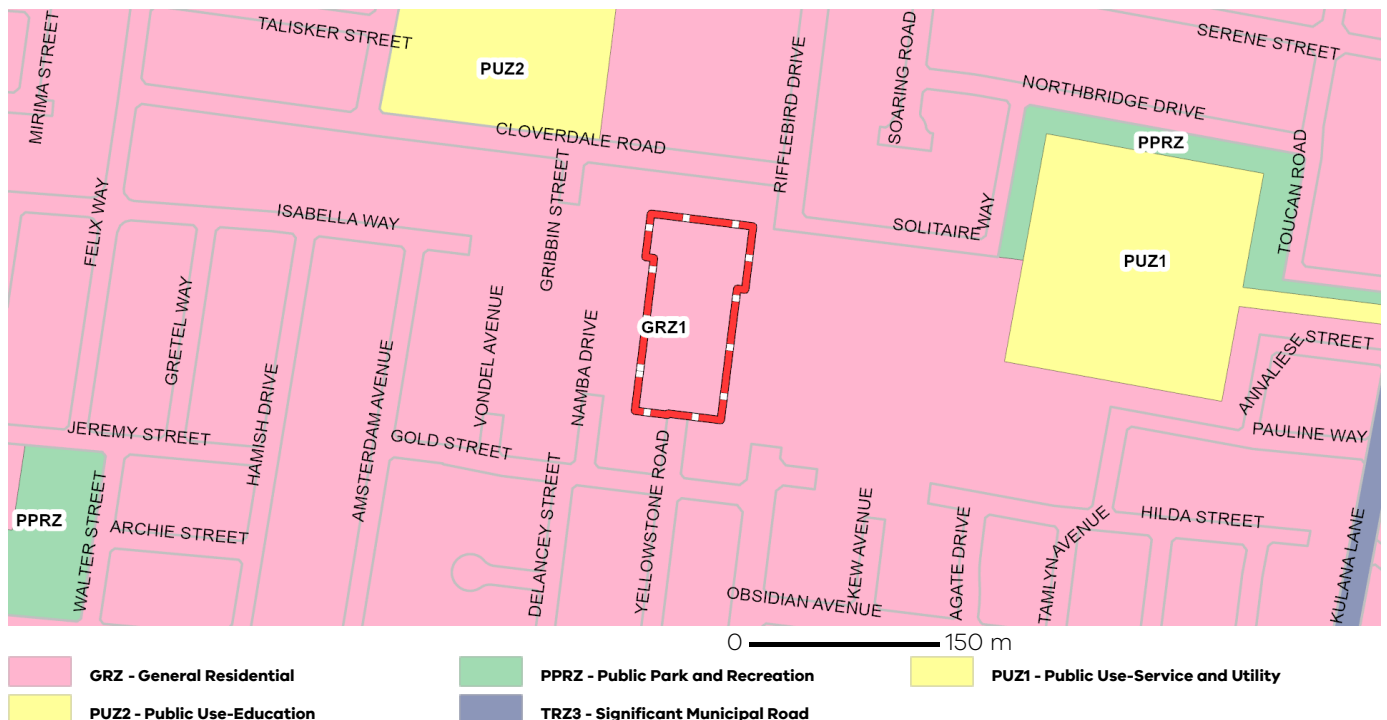 TALISKER STREET
MIRIMA STREET
PUZ2
CLOVERDALE ROAD
RIFFLEBIRD DRIVE
SOARING ROAD
SERENE STREET
NORTHBRIDGE DRIVE
PPRZ
TOUCAN ROAD
FELIX WAY
ISABELLA WAY
GRIBBIN STREET
SOLITAIRE WAY
PUZ1
GRETEL WAY
VONDEL AVENUE
NAMBA DRIVE
GRZ1
ANNALIESE STREET
HAMISH DRIVE
AMSTERDAM AVENUE
JEREMY STREET
GOLD STREET
PAULINE WAY
PPRZ
WALTER STREET
ARCHIE STREET
DELANCEY STREET
YELLOWSTONE ROAD
KEW AVENUE
AGATE DRIVE
TAMLYN AVENUE
HILDA STREET
KULANA LANE
OBSIDIAN AVENUE
0 150 m
GRZ - General Residential
PPRZ - Public Park and Recreation
PUZ1 - Public Use-Service and Utility
PUZ2 - Public Use-Education
TRZ3 - Significant Municipal Road